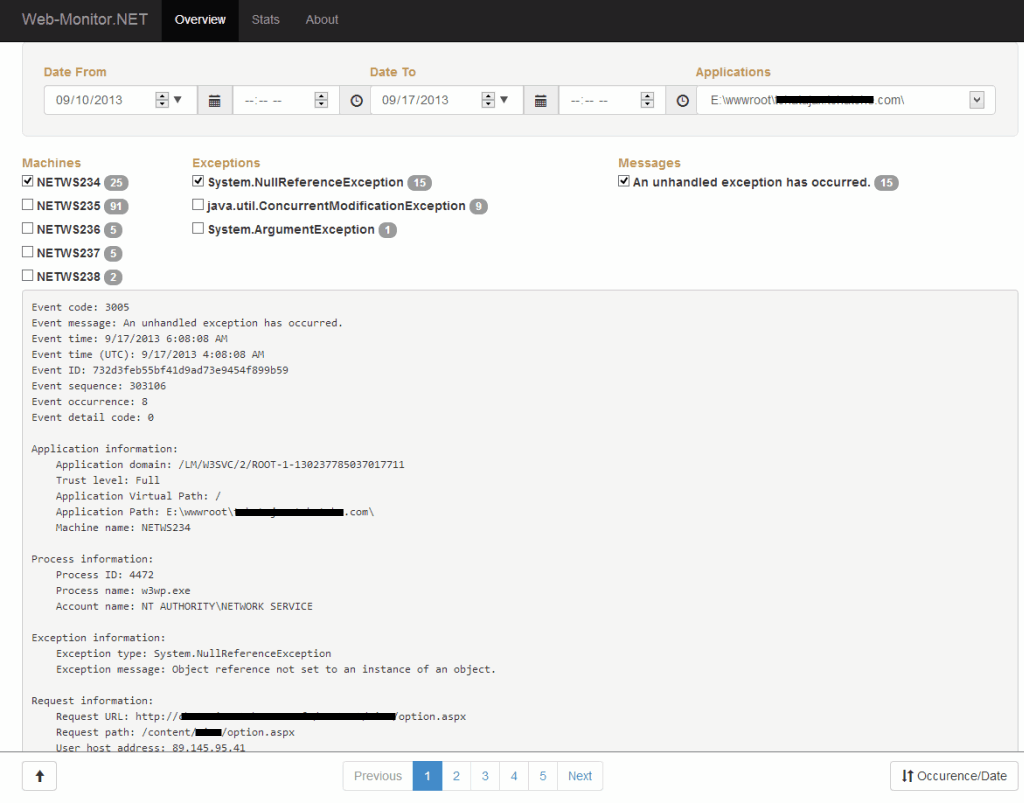 Web-Monitor.NET Overview Stats About
Date From Date To Applications
09/10/2013 --:-- -- 09/17/2013 --:-- -- E:\wwwroot\ .com\
Machines Exceptions Messages
NETWS234 25 System.NullReferenceException 15 An unhandled exception has occurred. 15
NETWS235 91 java.util.ConcurrentModificationException 9
NETWS236 5 System.ArgumentException 1
NETWS237 5
NETWS238 2
Event code: 3005
Event message: An unhandled exception has occurred.
Event time: 9/17/2013 6:08:08 AM
Event time (UTC): 9/17/2013 4:08:08 AM
Event ID: 732d3feb55bf41d9ad73e9454f899b59
Event sequence: 303106
Event occurrence: 8
Event detail code: 0
Application information:
Application domain: /LM/W3SVC/2/ROOT-1-130237785037017711
Trust level: Full
Application Virtual Path: /
Application Path: E:\wwwroot\ .com\
Machine name: NETWS234
Process information:
Process ID: 4472
Process name: w3wp.exe
Account name: NT AUTHORITY\NETWORK SERVICE
Exception information:
Exception type: System.NullReferenceException
Exception message: Object reference not set to an instance of an object.
Request information:
Request URL: http:// /option.aspx
Request path: /content/ /option.aspx
User host address: 89.145.95.41
Previous 1 2 3 4 5 Next Occurence/Date